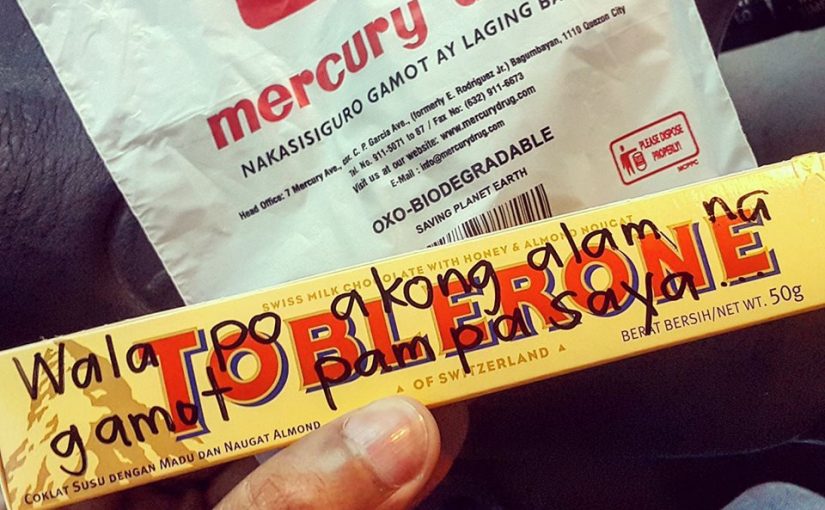 mercury
NAKASISIGURO GAMOT AY LAGING BA
Head Office: 7 Mercury Ave., cor. C. P. Garcia Ave., (formerly E. Rodriguez Jr.) Bagumbayan, 1110 Quezon City
Tel. No. 911-5071 to 87 / Fax No: (632) 911-6673
Visit us at our website: www.mercurydrug.com
E-Mail : info@mercurydrug.com
OXO-BIODEGRADABLE
SAVING PLANET EARTH
PLEASE DISPOSE
PROPERLY!
MCPPC
SWISS MILK CHOCOLATE WITH HONEY & ALMOND NOUGAT
TOBLERONE
OF SWITZERLAND
BERAT BERSIH/NET WT. 50g
COKLAT SUSU DENGAN MADU DAN NAUGAT ALMOND
Wala po akong alam na
gamot pampasaya...